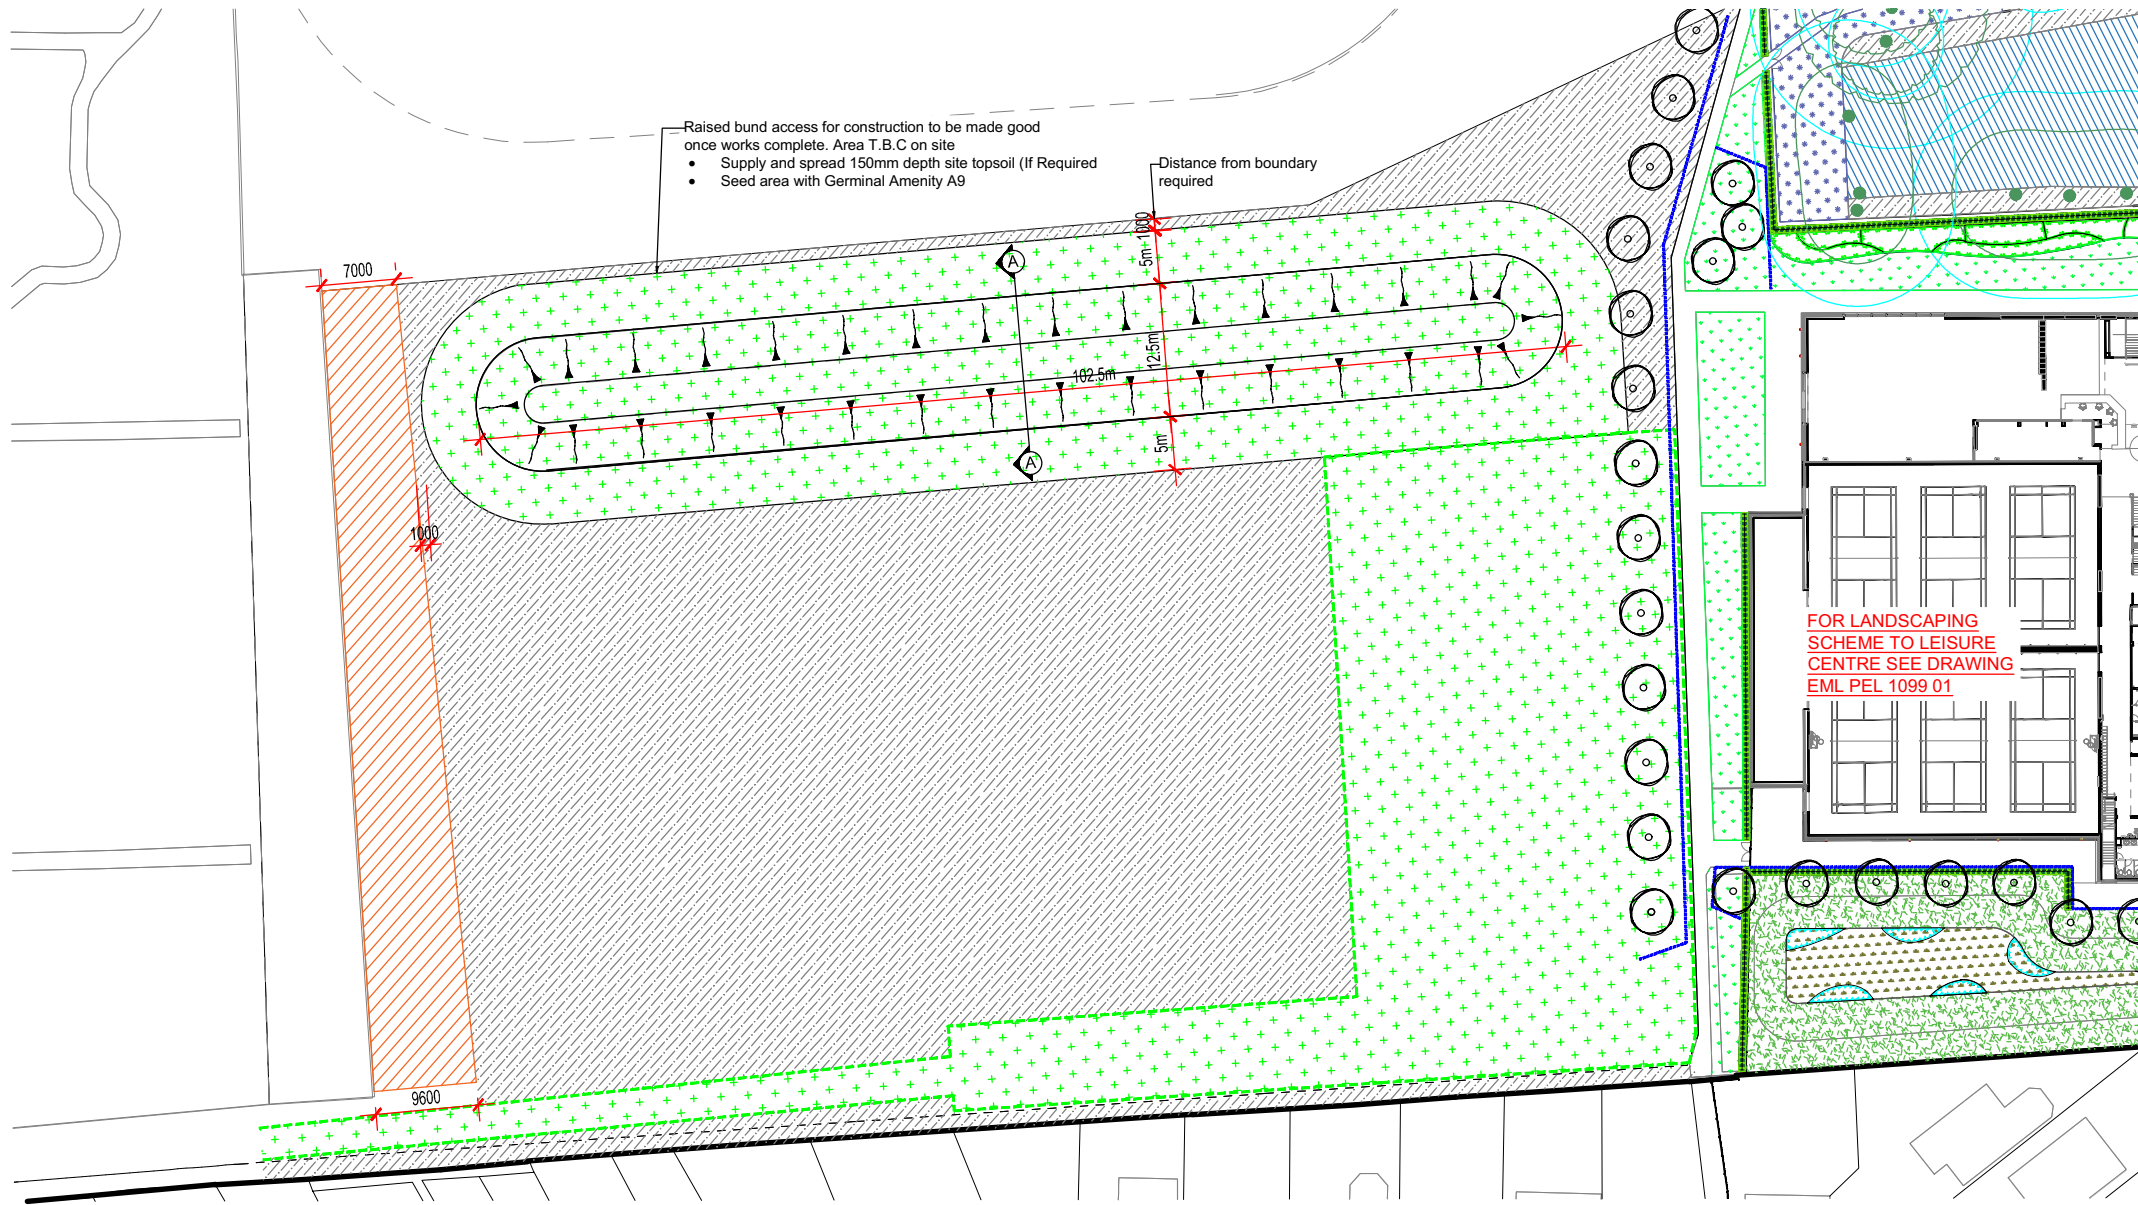 Raised bund access for construction to be made good
once works complete. Area T.B.C on site
• Supply and spread 150mm depth site topsoil (If Required
• Seed area with Germinal Amenity A9
Distance from boundary
required
1000
5m
A
7000
12.5m
102.5m
5m
A
1000
FOR LANDSCAPING
SCHEME TO LEISURE
CENTRE SEE DRAWING
EML PEL 1099 01
9600